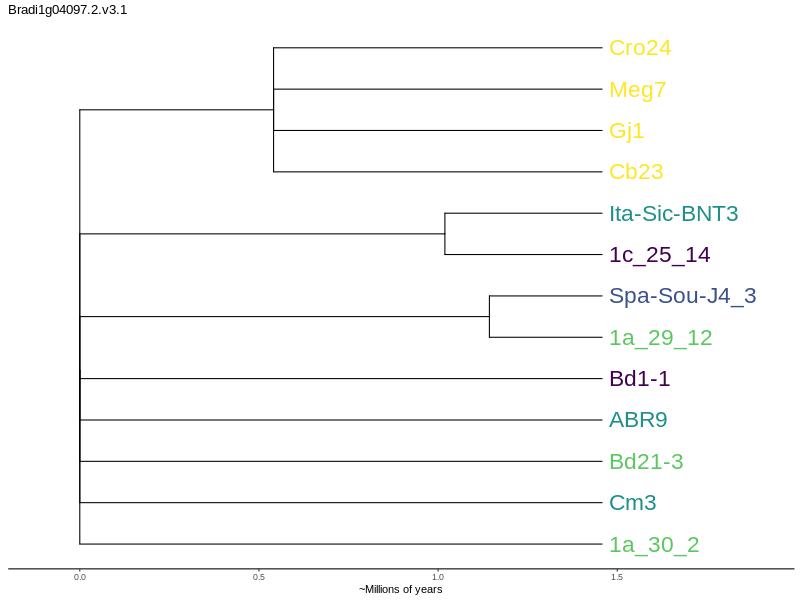 Bradi1g04097.2.v3.1
Cro24
Meg7
Gj1
Cb23
Ita-Sic-BNT3
1c_25_14
Spa-Sou-J4_3
1a_29_12
Bd1-1
ABR9
Bd21-3
Cm3
1a_30_2
0.0 0.5 1.0 1.5
~Millions of years